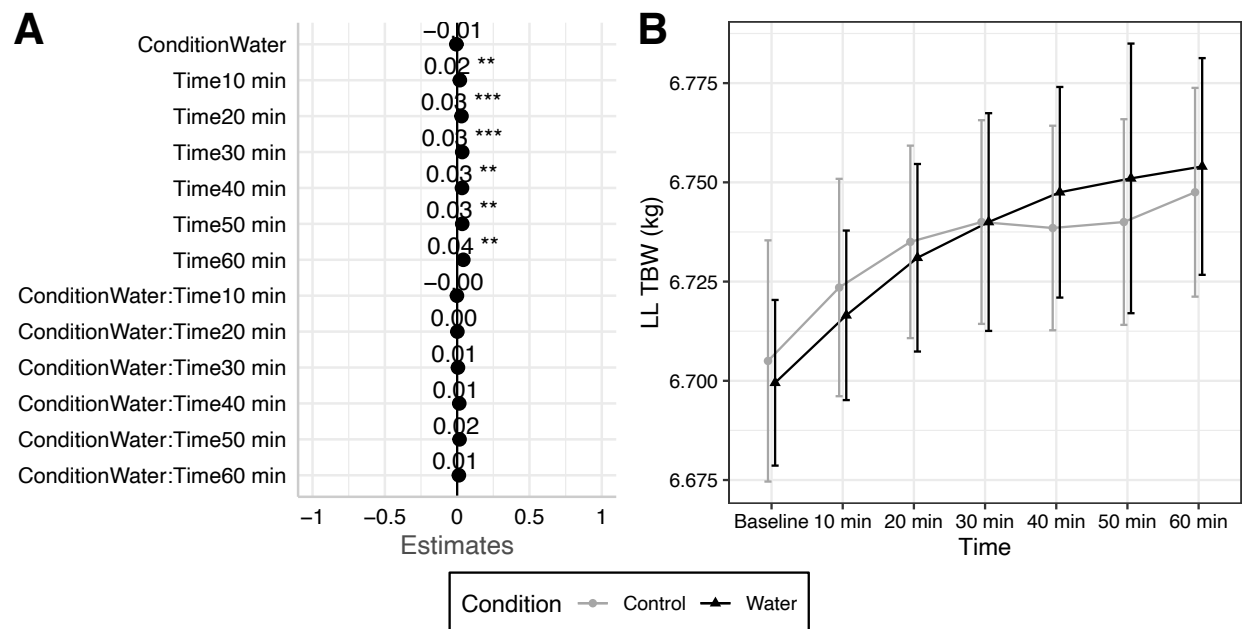 A
ConditionWater
−0.01
Time10 min
0.02 **
Time20 min
0.03 ***
Time30 min
0.03 ***
Time40 min
0.03 **
Time50 min
0.03 **
Time60 min
0.04 **
ConditionWater:Time10 min
−0.00
ConditionWater:Time20 min
0.00
ConditionWater:Time30 min
0.01
ConditionWater:Time40 min
0.01
ConditionWater:Time50 min
0.02
ConditionWater:Time60 min
0.01
−1 −0.5 0 0.5 1
Estimates
B
LL TBW (kg)
6.775
6.750
6.725
6.700
6.675
Baseline 10 min 20 min 30 min 40 min 50 min 60 min
Time
Condition Control Water